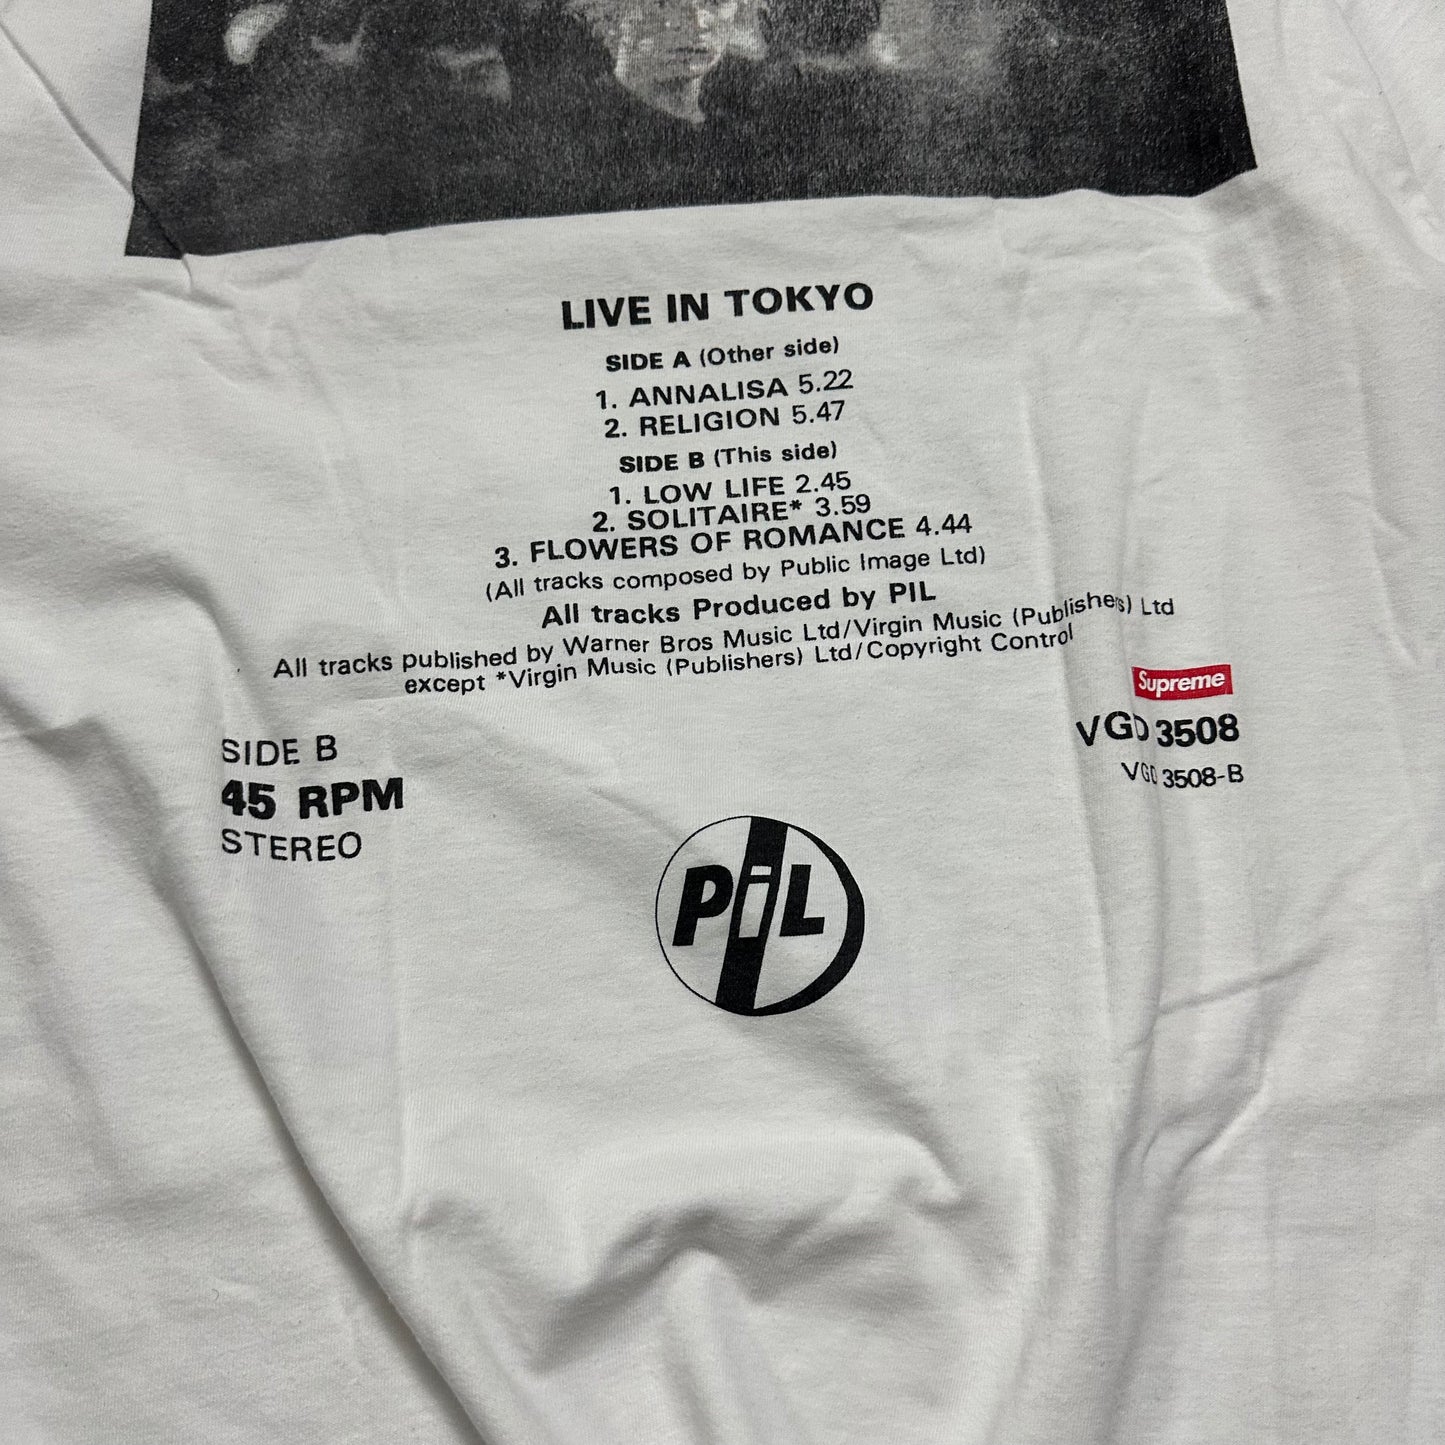 LIVE IN TOKYO
SIDE A (Other side)
1. ANNALISA 5.22
2. RELIGION 5.47
SIDE B (This side)
1. LOW LIFE 2.45
2. SOLITAIRE* 3.59
3. FLOWERS OF ROMANCE 4.44
(All tracks composed by Public Image Ltd)
All tracks Produced by PIL
All tracks published by Warner Bros Music Ltd/Virgin Music (Publishers) Ltd
except *Virgin Music (Publishers) Ltd/Copyright Control
Supreme
VGD 3508
VGD 3508-B
SIDE B
45 RPM
STEREO
PiL